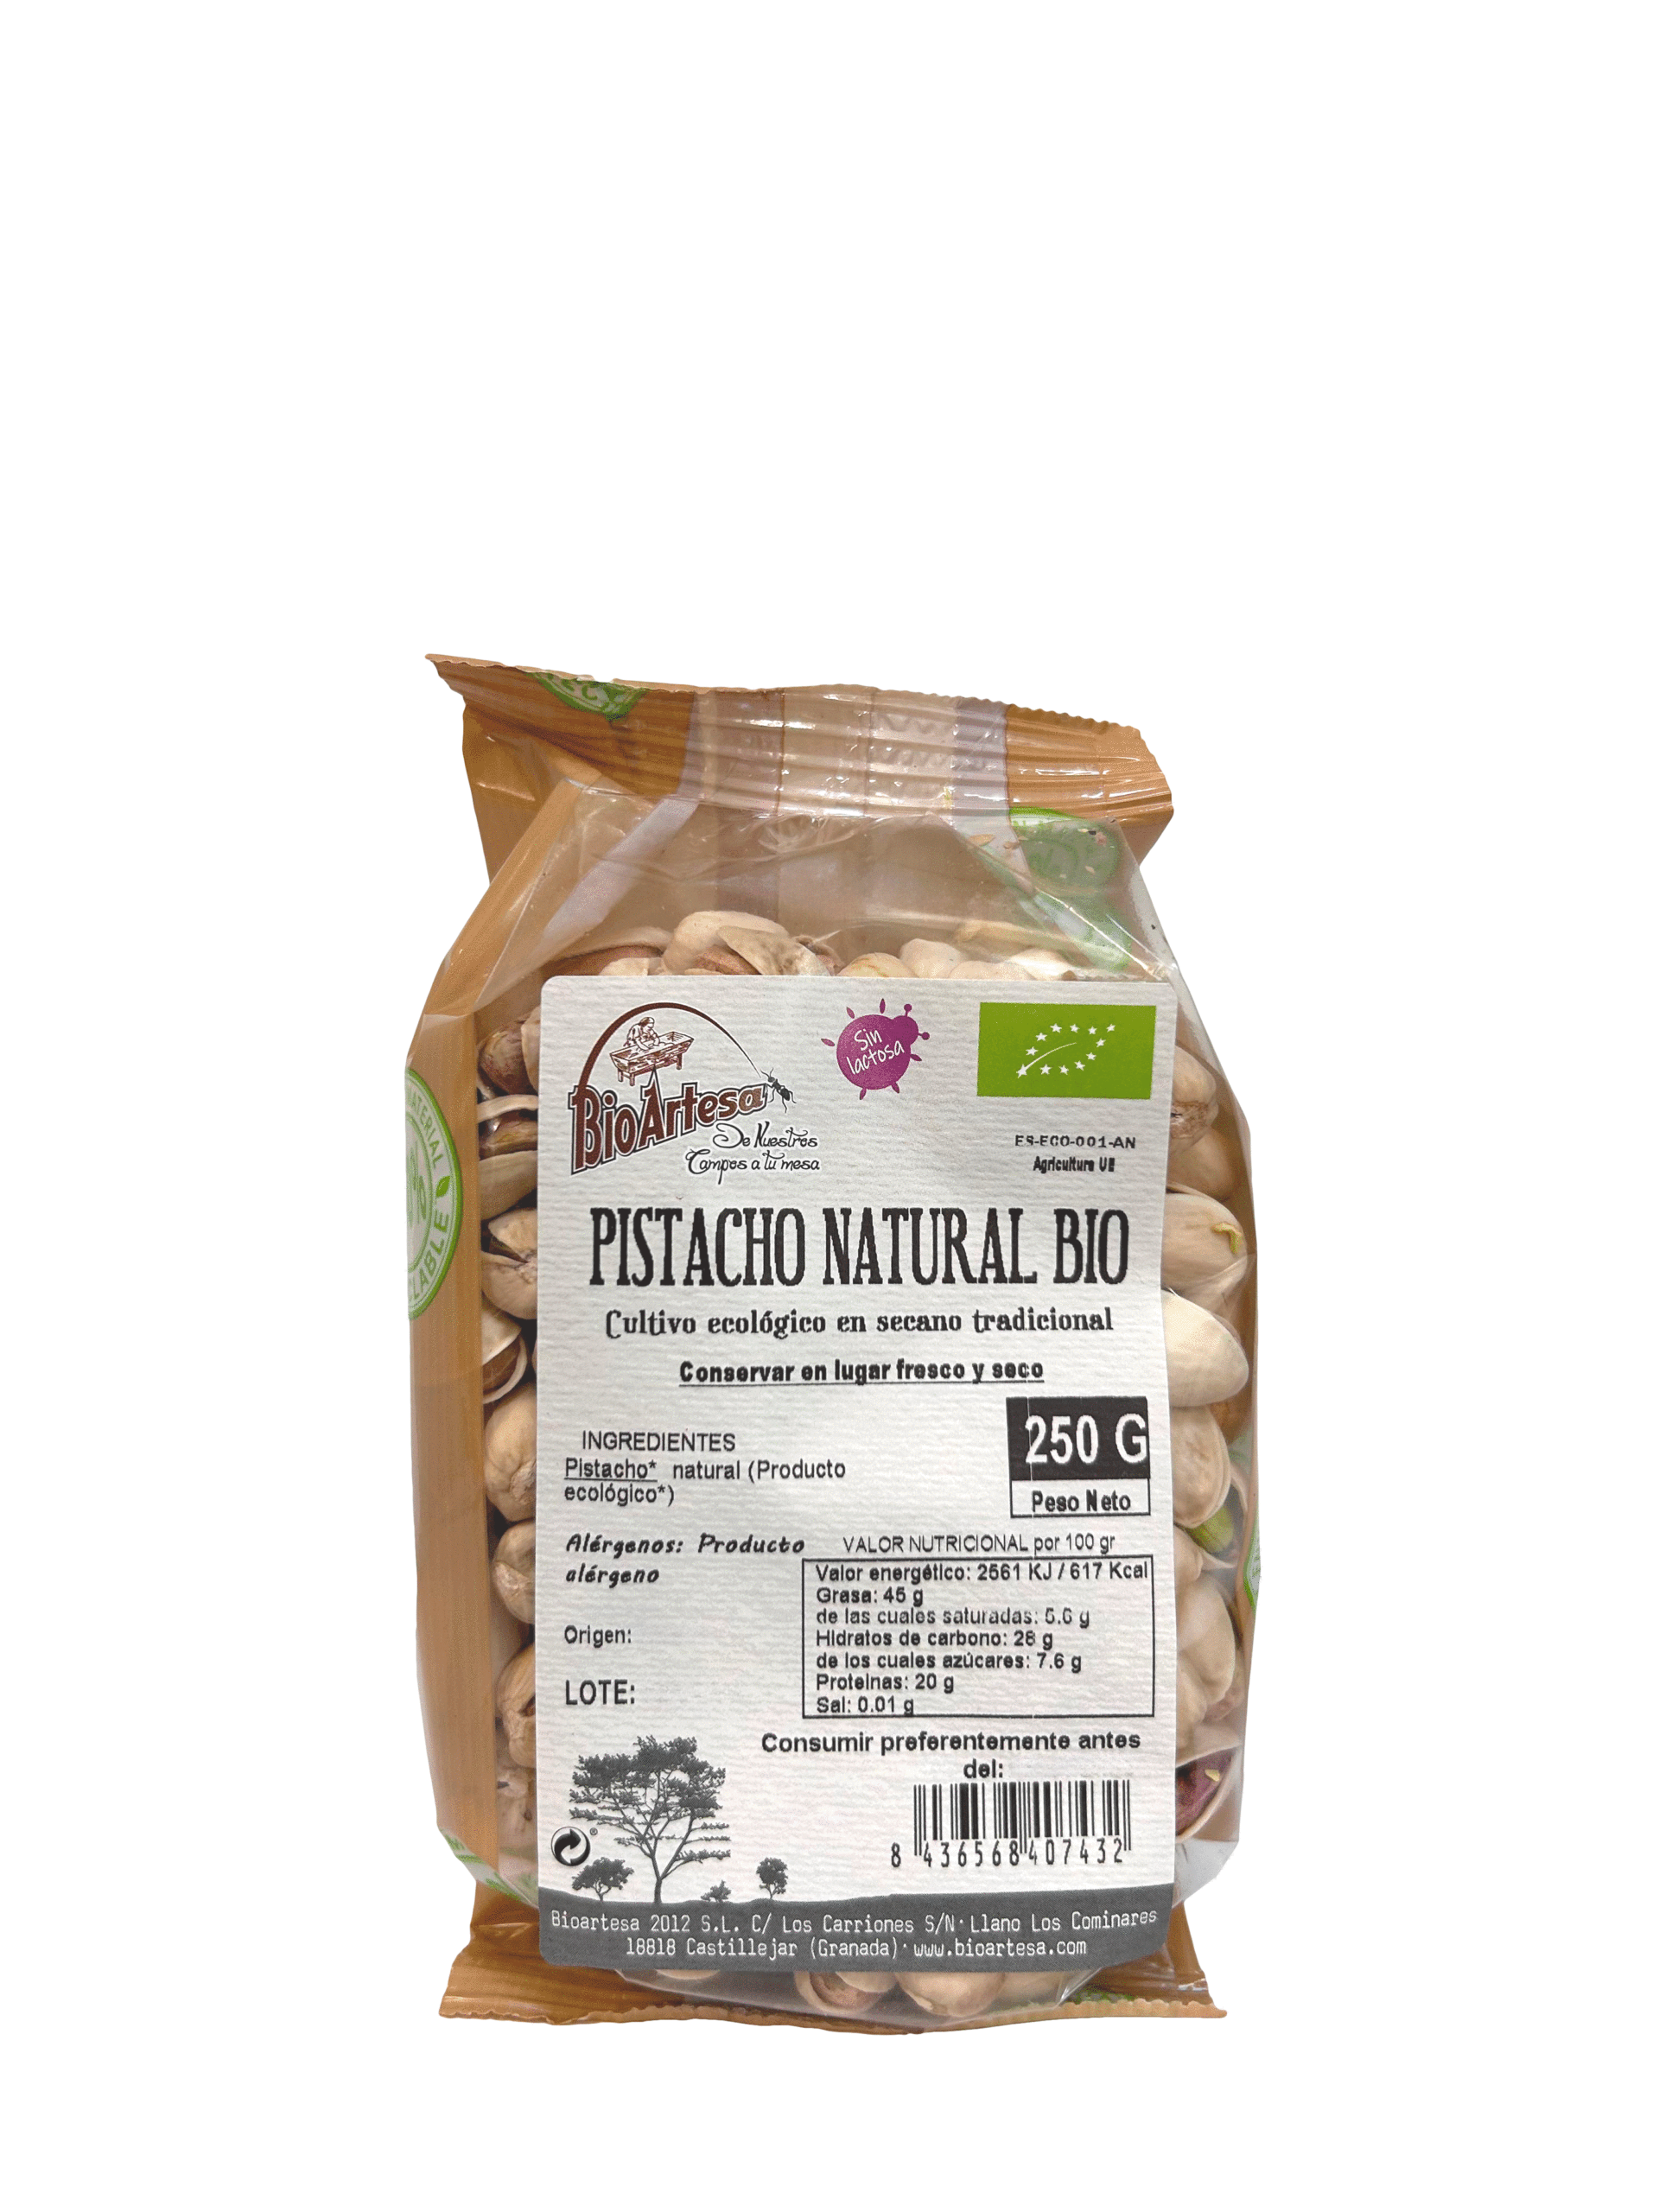 BioArtesa
De Nuestros
Campos a tu mesa
Sin
lactosa
ES-ECO-001-AN
Agricultura UE
PISTACHO NATURAL BIO
Cultivo ecológico en secano tradicional
Conservar en lugar fresco y seco
250 G
Peso Neto
INGREDIENTES
Pistacho* natural (Producto
ecológico*)
Alérgenos: Producto
alérgeno
Origen:
LOTE:
VALOR NUTRICIONAL por 100 gr
Valor energético: 2561 KJ / 617 Kcal
Grasa: 45 g
de las cuales saturadas: 5.6 g
Hidratos de carbono: 28 g
de los cuales azúcares: 7.6 g
Proteínas: 20 g
Sal: 0.01 g
Consumir preferentemente antes
del:
8 436568 407432
Bioartesa 2012 S.L. C/ Los Carriones S/N· Llano Los Cominares
18818 Castillejar (Granada)· www.bioartesa.com
MATERIAL